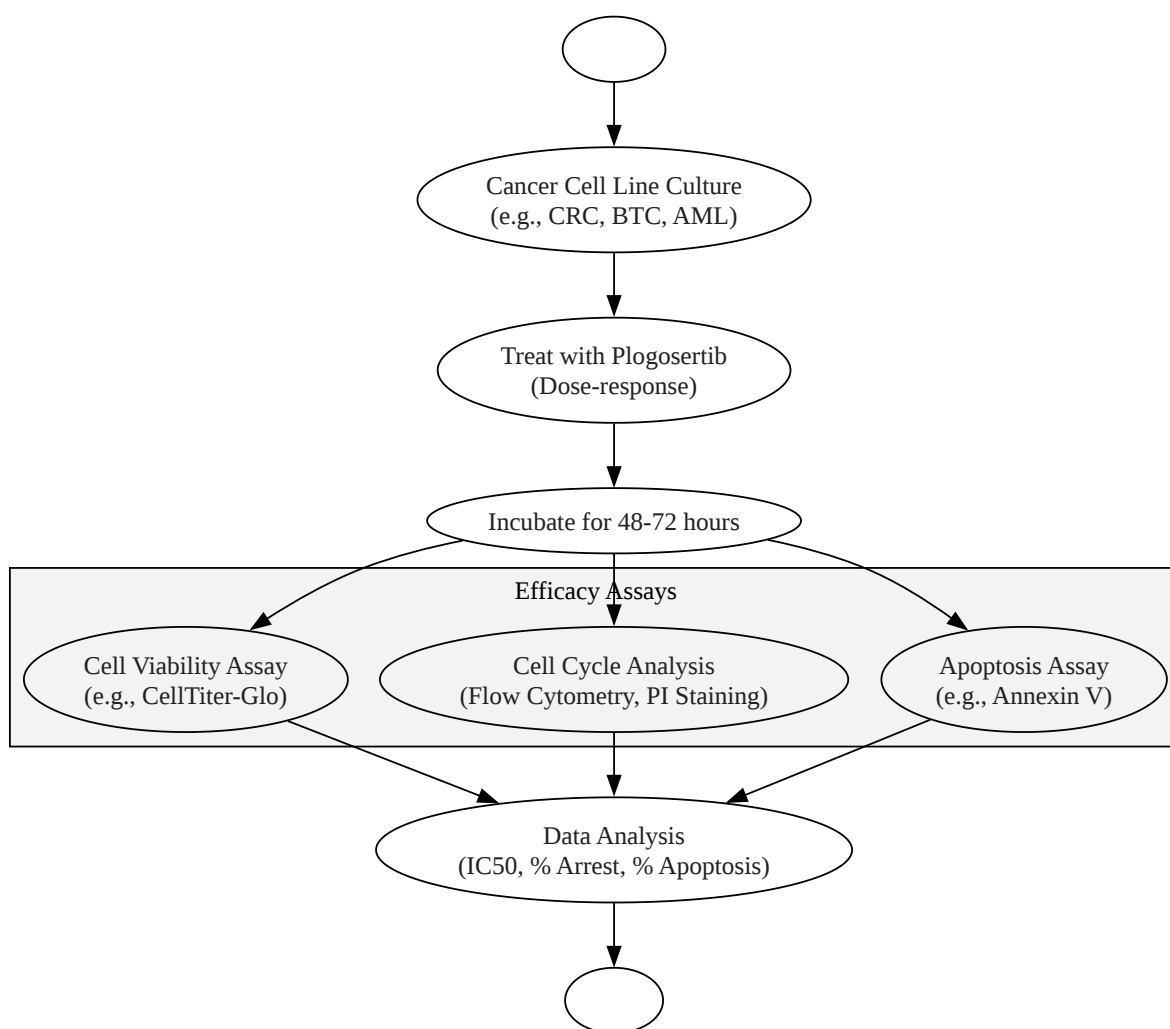 Cancer Cell Line Culture
(e.g., CRC, BTC, AML)
Treat with Plogosertib
(Dose-response)
Incubate for 48-72 hours
Efficacy Assays
Cell Viability Assay
(e.g., CellTiter-Glo)
Cell Cycle Analysis
(Flow Cytometry, PI Staining)
Apoptosis Assay
(e.g., Annexin V)
Data Analysis
(IC50, % Arrest, % Apoptosis)